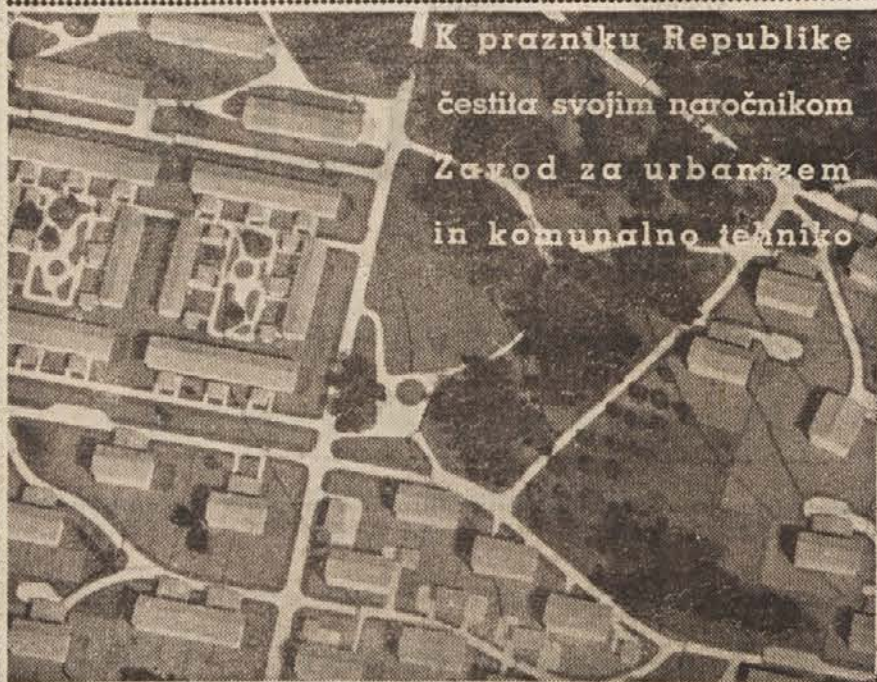 K prazniku Republike
čestita svojim naročnikom
Zavod za urbanizem
in komunalno tehniko